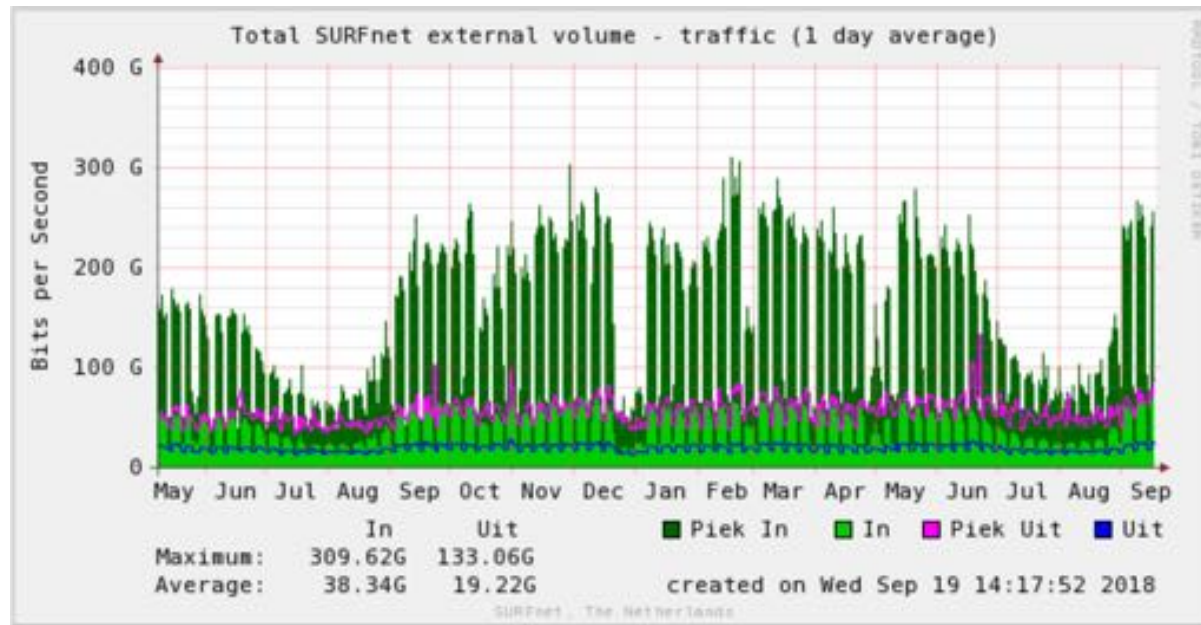 Total SURFnet external volume - traffic (1 day average)
400 G
300 G
200 G
100 G
0
Bits per Second
May Jun Jul Aug Sep Oct Nov Dec Jan Feb Mar Apr May Jun Jul Aug Sep
In Uit
Piek In In Piek Uit Uit
Maximum: 309.62G 133.06G
Average: 38.34G 19.22G
created on Wed Sep 19 14:17:52 2018
SURFnet, The Netherlands
RRDTOOL / TOBI OETIKER